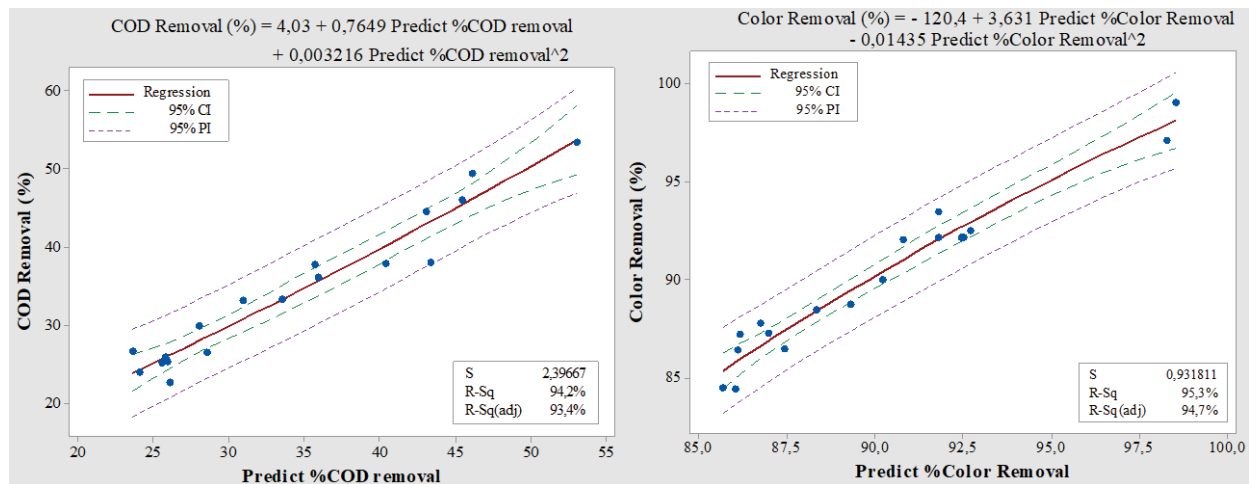 COD Removal (%) = 4,03 + 0,7649 Predict %COD removal
+ 0,003216 Predict %COD removal^2
60
50
40
30
20
COD Removal (%)
Regression
95% CI
95% PI
S 2,39667
R-Sq 94,2%
R-Sq(adj) 93,4%
20 25 30 35 40 45 50 55
Predict %COD removal
Color Removal (%) = - 120,4 + 3,631 Predict %Color Removal
- 0,01435 Predict %Color Removal^2
100
95
90
85
Color Removal (%)
Regression
95% CI
95% PI
S 0,931811
R-Sq 95,3%
R-Sq(adj) 94,7%
85,0 87,5 90,0 92,5 95,0 97,5 100,0
Predict %Color Removal